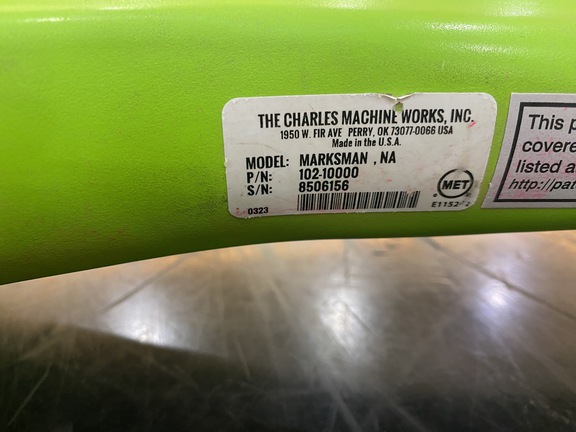 THE CHARLES MACHINE WORKS, INC.
1950 W. FIR AVE PERRY, OK 73077-0066 USA
Made in the U.S.A.
MODEL: MARKSMAN , NA
P/N: 102-10000
S/N: 8506156
0323
MET
This p
covere
listed a
http://pat